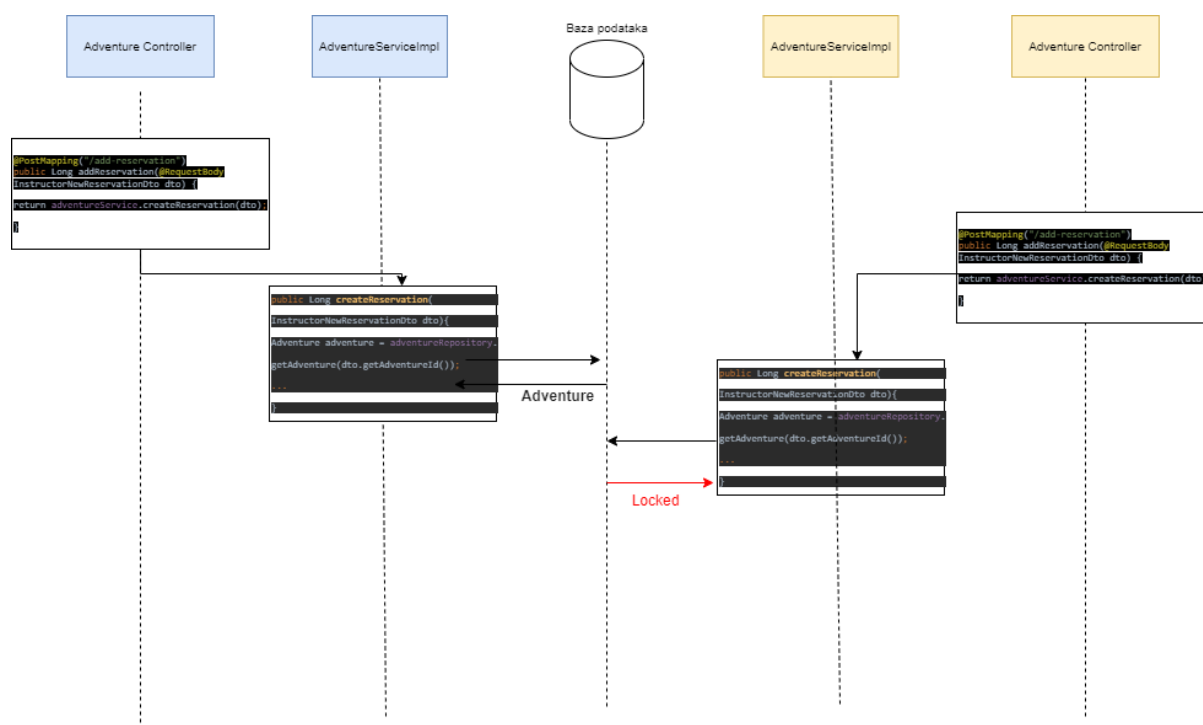 Adventure Controller
AdventureServiceImpl
Baza podataka
AdventureServiceImpl
Adventure Controller
@PostMapping("/add-reservation")
public Long addReservation(@RequestBody
InstructorNewReservationDto dto) {
return adventureService.createReservation(dto);
}
@PostMapping("/add-reservation")
public Long addReservation(@RequestBody
InstructorNewReservationDto dto) {
return adventureService.createReservation(dto
}
public Long createReservation(
InstructorNewReservationDto dto){
Adventure adventure = adventureRepository.
getAdventure(dto.getAdventureId());
...
}
Adventure
public Long createReservation(
InstructorNewReservationDto dto){
Adventure adventure = adventureRepository.
getAdventure(dto.getAdventureId());
...
}
Locked